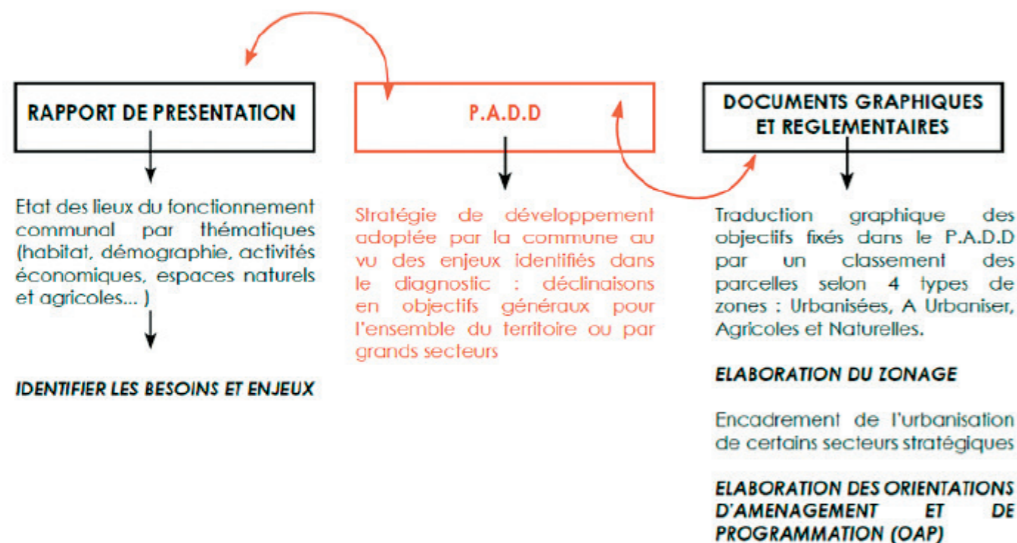 RAPPORT DE PRESENTATION
Etat des lieux du fonctionnement
communal par thématiques
(habitat, démographie, activités
économiques, espaces naturels
et agricoles... )
IDENTIFIER LES BESOINS ET ENJEUX
P.A.D.D
Stratégie de développement
adoptée par la commune au
vu des enjeux identifiés dans
le diagnostic : déclinaisons
en objectifs généraux pour
l'ensemble du territoire ou par
grands secteurs
DOCUMENTS GRAPHIQUES
ET REGLEMENTAIRES
Traduction graphique des
objectifs fixés dans le P.A.D.D
par un classement des
parcelles selon 4 types de
zones : Urbanisées, A Urbaniser,
Agricoles et Naturelles.
ELABORATION DU ZONAGE
Encadrement de l'urbanisation
de certains secteurs stratégiques
ELABORATION DES ORIENTATIONS
D'AMENAGEMENT ET DE
PROGRAMMATION (OAP)